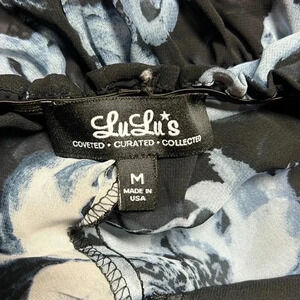 LuLu*s
COVETED • CURATED • COLLECTED
M
MADE IN
USA